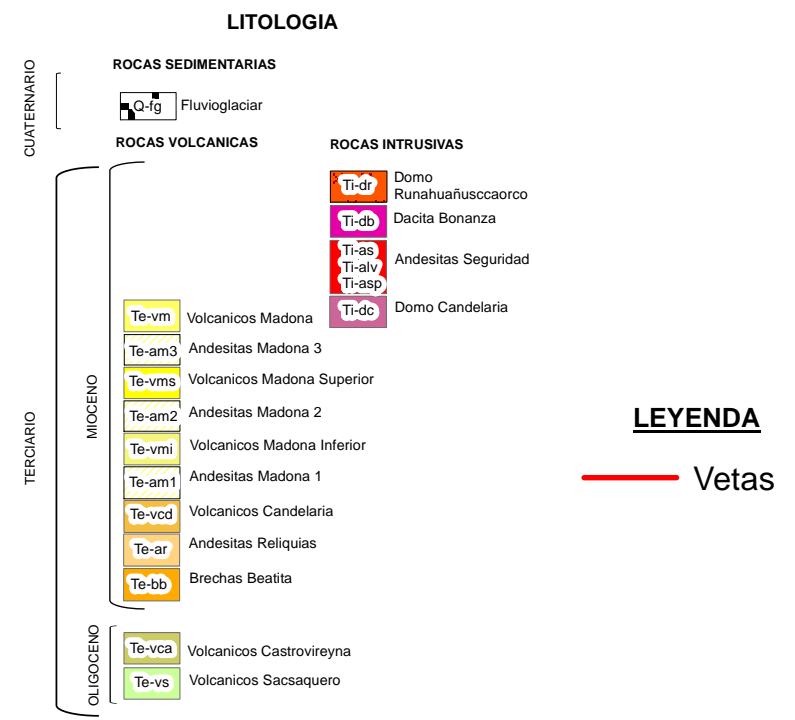 LITOLOGIA
CUATERNARIO
ROCAS SEDIMENTARIAS
Q-fg Fluvioglaciar
ROCAS VOLCANICAS
ROCAS INTRUSIVAS
Ti-dr Domo
Runahuañusccaorco
Ti-db Dacita Bonanza
Ti-as
Ti-alv Andesitas Seguridad
Ti-asp
Ti-dc Domo Candelaria
TERCIARIO
MIOCENO
Te-vm Volcanicos Madona
Te-am3 Andesitas Madona 3
Te-vms Volcanicos Madona Superior
Te-am2 Andesitas Madona 2
Te-vmi Volcanicos Madona Inferior
Te-am1 Andesitas Madona 1
Te-vcd Volcanicos Candelaria
Te-ar Andesitas Reliquias
Te-bb Brechas Beatita
OLIGOCENO
Te-vca Volcanicos Castrovireyna
Te-vs Volcanicos Sacsaquero
LEYENDA
Vetas